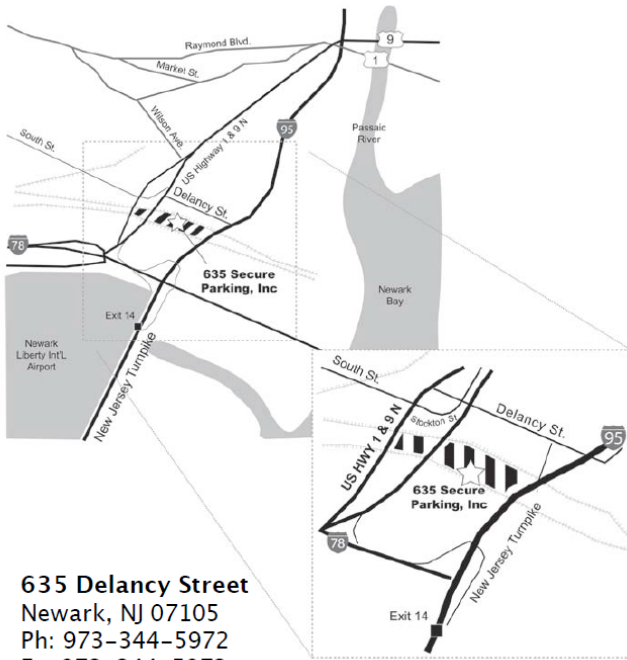 Raymond Blvd.
9
1
Market St.
Wilson Ave.
95
US Highway 1 & 9 N
South St.
Passaic
River
Delancy St.
78
635 Secure
Parking, Inc
Newark
Bay
Exit 14
Newark
Liberty Int'L
Airport
New Jersey Turnpike
South St.
Stockton St
Delancy St.
US HWY 1 & 9 N
95
635 Secure
Parking, Inc
78
New Jersey Turnpike
Exit 14
635 Delancy Street
Newark, NJ 07105
Ph: 973-344-5972